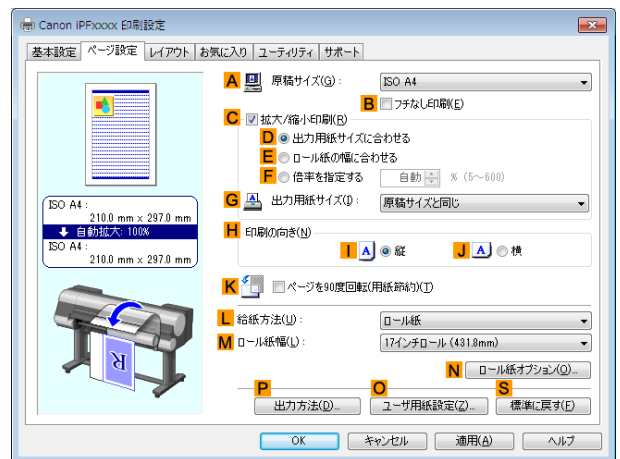 Canon iPFxxxx 印刷設定
基本設定 ページ設定 レイアウト お気に入り ユーティリティ サポート
A 原稿サイズ(G): ISO A4
B フチなし印刷(E)
C 拡大/縮小印刷(R)
D 出力用紙サイズに合わせる
E ロール紙の幅に合わせる
F 倍率を指定する 自動 % (5～600)
G 出力用紙サイズ(I): 原稿サイズと同じ
ISO A4:
210.0 mm x 297.0 mm
自動拡大: 100%
ISO A4:
210.0 mm x 297.0 mm
H 印刷の向き(N)
I A 縦 J A 横
K ページを90度回転(用紙節約)(T)
L 給紙方法(U): ロール紙
M ロール紙幅(L): 17インチロール (431.8mm)
R
N ロール紙オプション(O)...
P O S
出力方法(D)... ユーザ用紙設定(Z)... 標準に戻す(F)
OK キャンセル 適用(A) ヘルプ